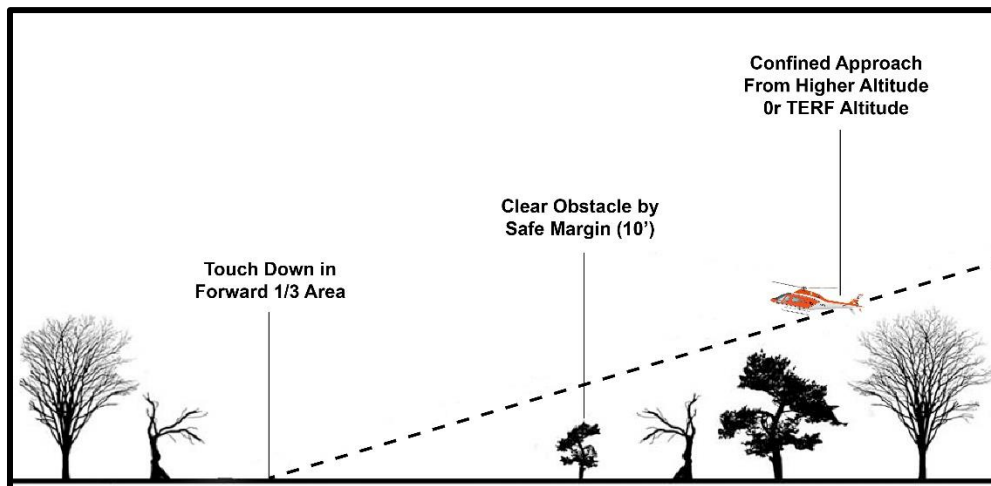 Confined Approach
From Higher Altitude
0r TERF Altitude
Clear Obstacle by
Safe Margin (10’)
Touch Down in
Forward 1/3 Area